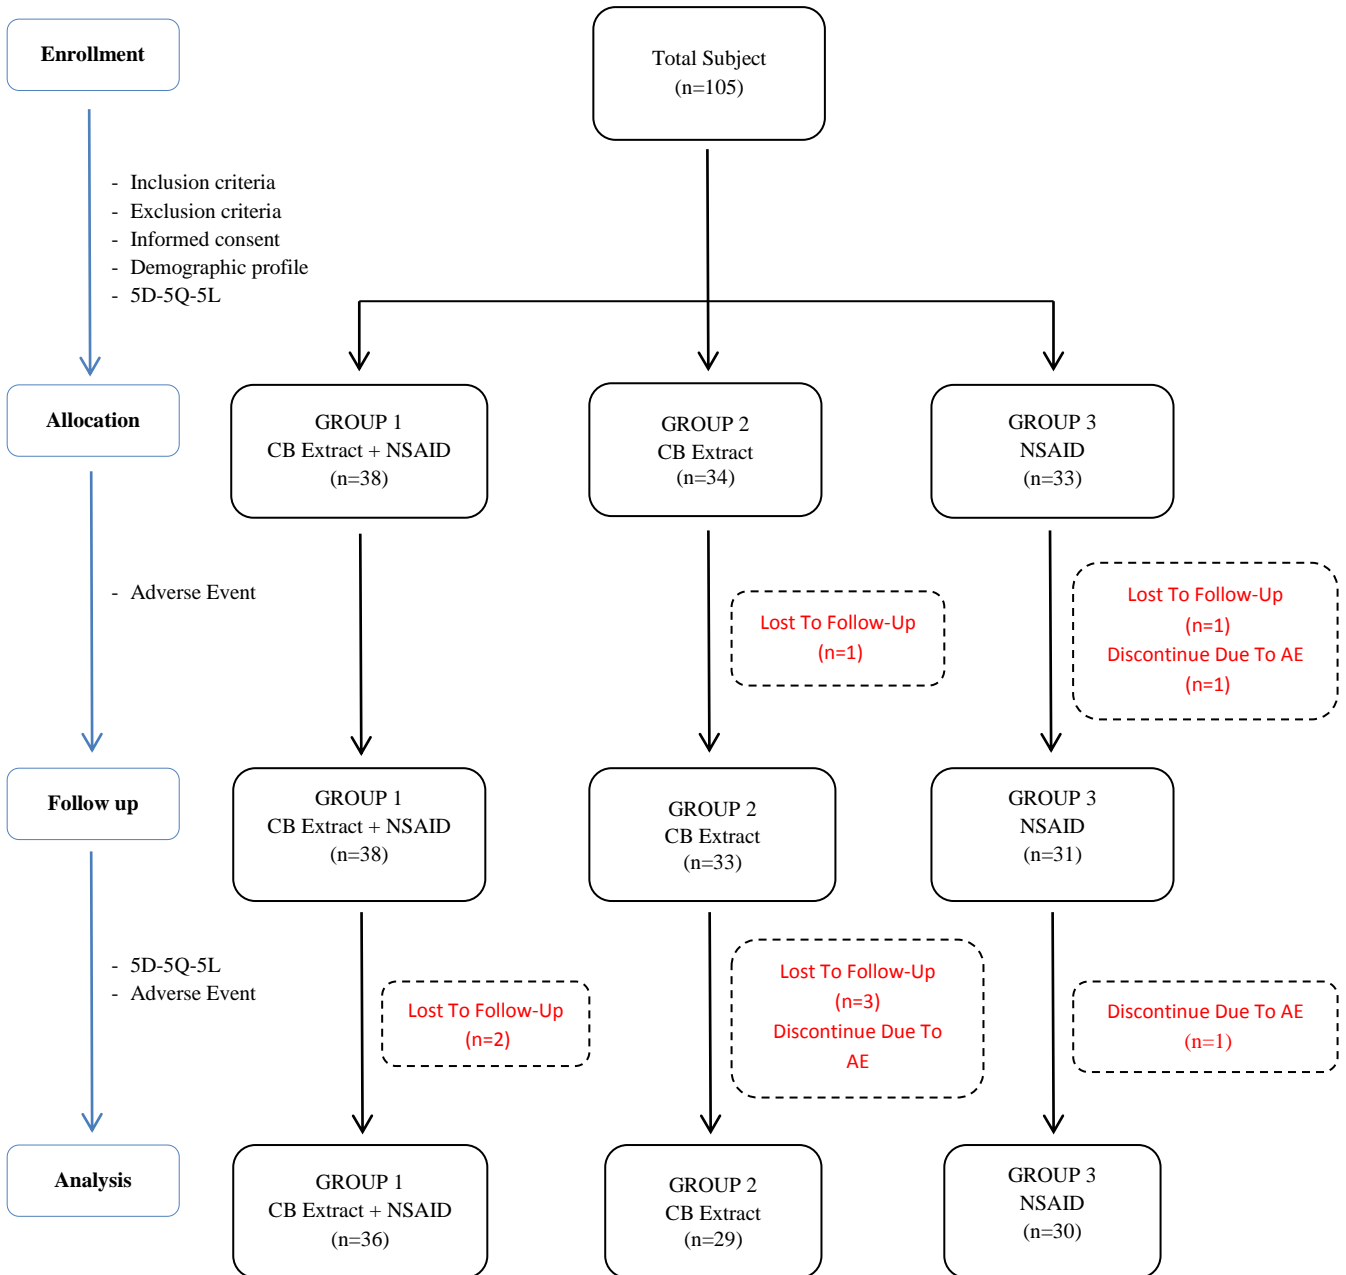 Enrollment
Total Subject
(n=105)
- Inclusion criteria
- Exclusion criteria
- Informed consent
- Demographic profile
- 5D-5Q-5L
Allocation
GROUP 1
CB Extract + NSAID
(n=38)
GROUP 2
CB Extract
(n=34)
GROUP 3
NSAID
(n=33)
- Adverse Event
Lost To Follow-Up
(n=1)
Lost To Follow-Up
(n=1)
Discontinue Due To AE
(n=1)
Follow up
GROUP 1
CB Extract + NSAID
(n=38)
GROUP 2
CB Extract
(n=33)
GROUP 3
NSAID
(n=31)
- 5D-5Q-5L
- Adverse Event
Lost To Follow-Up
(n=2)
Lost To Follow-Up
(n=3)
Discontinue Due To
AE
Discontinue Due To AE
(n=1)
Analysis
GROUP 1
CB Extract + NSAID
(n=36)
GROUP 2
CB Extract
(n=29)
GROUP 3
NSAID
(n=30)